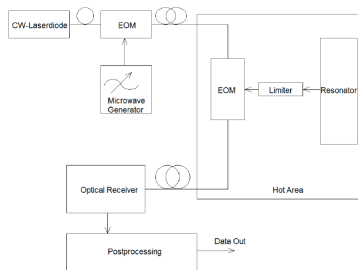 CW-Laserdiode
EOM
Microwave
Generator
EOM
Limiter
Resonator
Optical Receiver
Hot Area
Postprocessing
Data Out